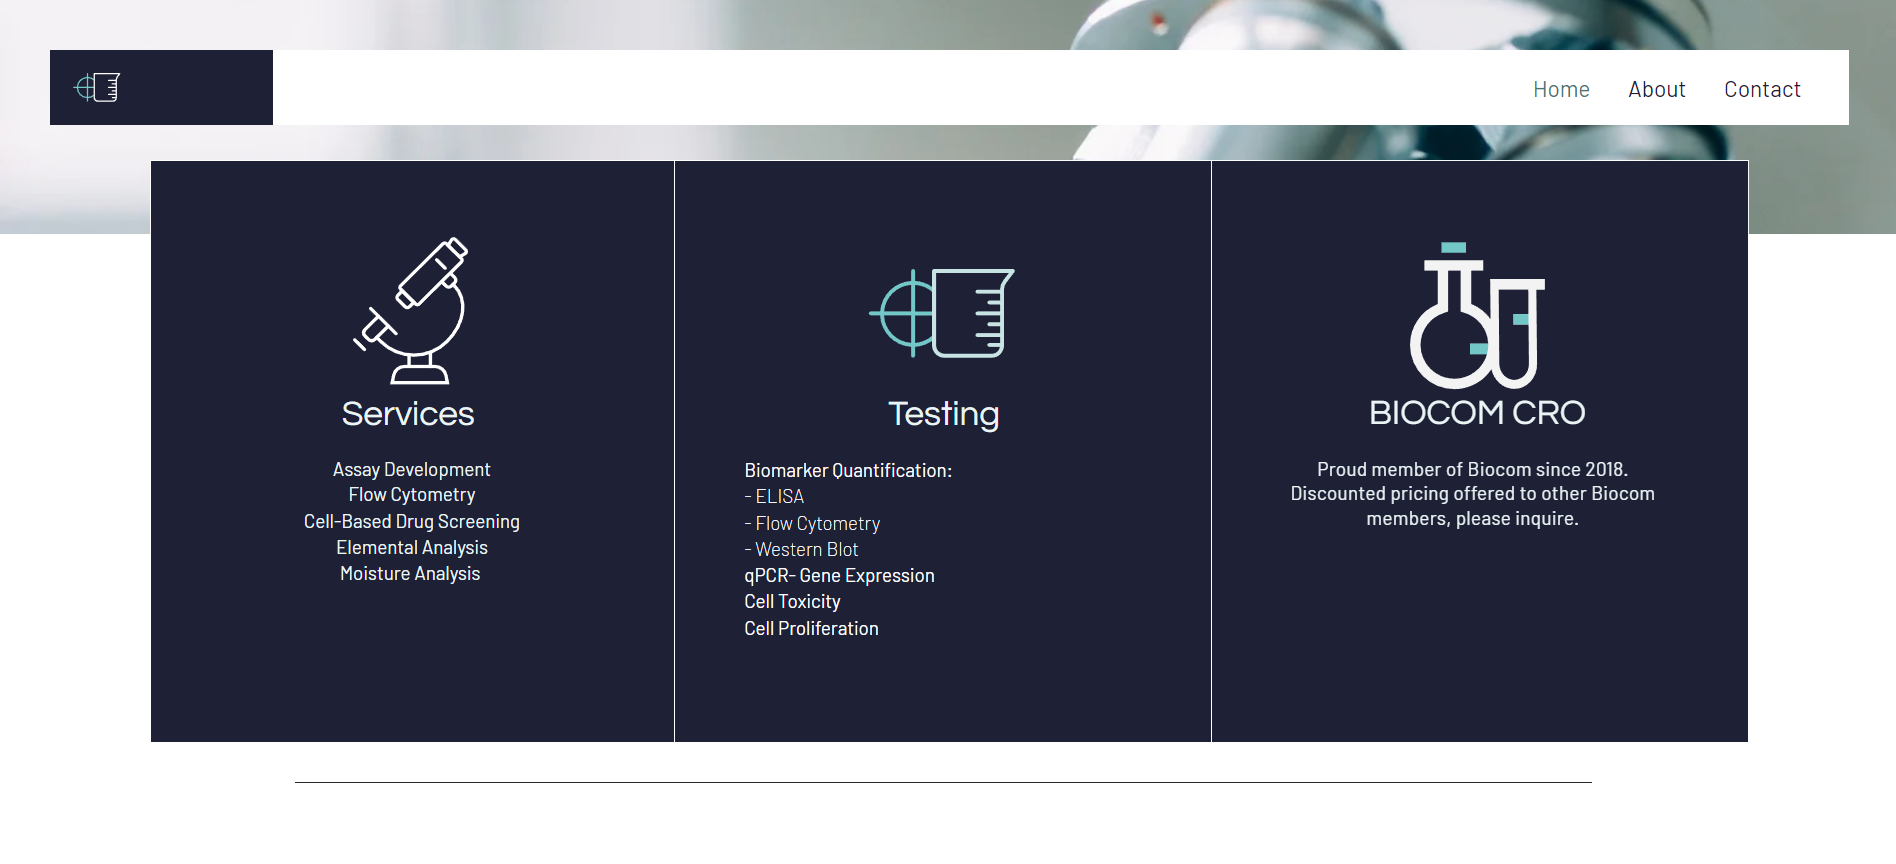 Home
About
Contact
Services
Assay Development
Flow Cytometry
Cell-Based Drug Screening
Elemental Analysis
Moisture Analysis
Testing
Biomarker Quantification:
- ELISA
- Flow Cytometry
- Western Blot
qPCR- Gene Expression
Cell Toxicity
Cell Proliferation
BIOCOM CRO
Proud member of Biocom since 2018.
Discounted pricing offered to other Biocom
members, please inquire.